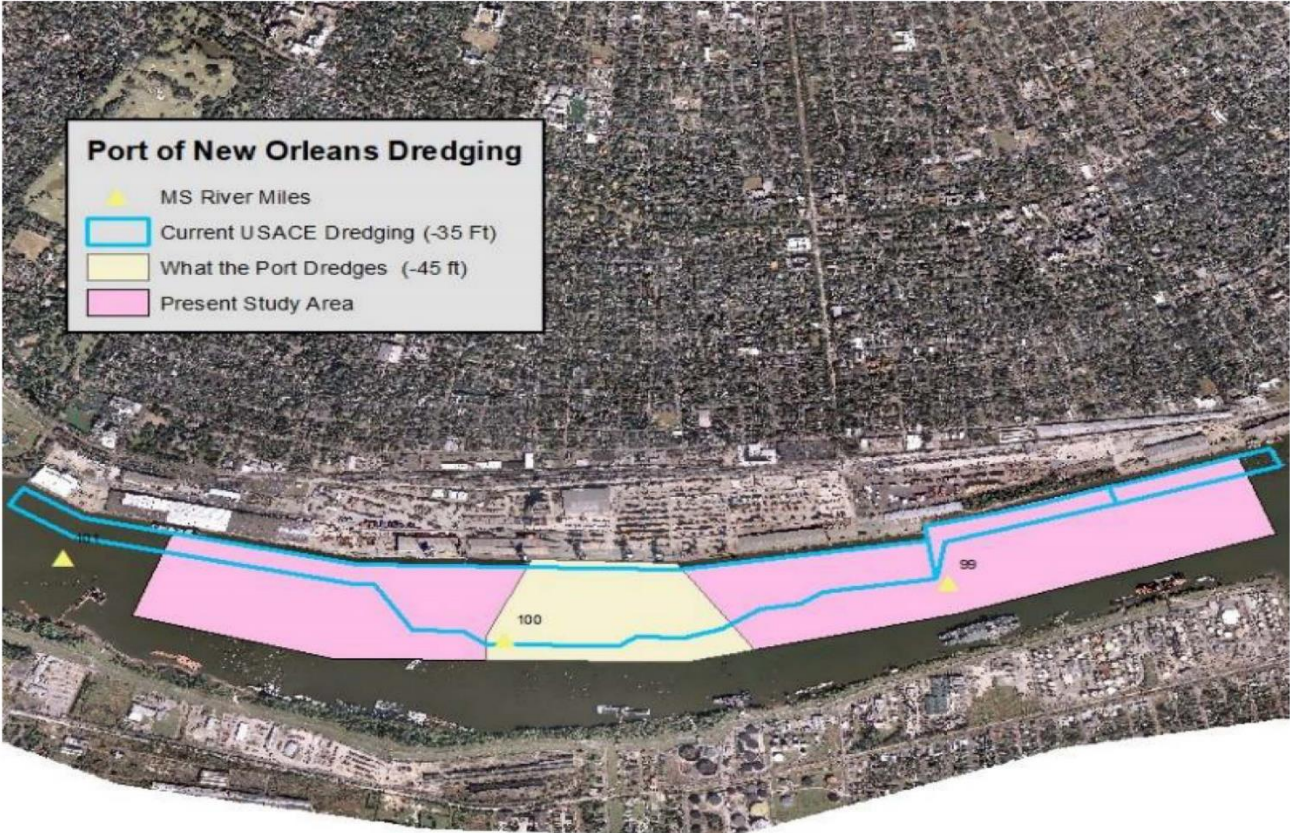 Port of New Orleans Dredging
MS River Miles
Current USACE Dredging (-35 Ft)
What the Port Dredges (-45 ft)
Present Study Area
101
99
100